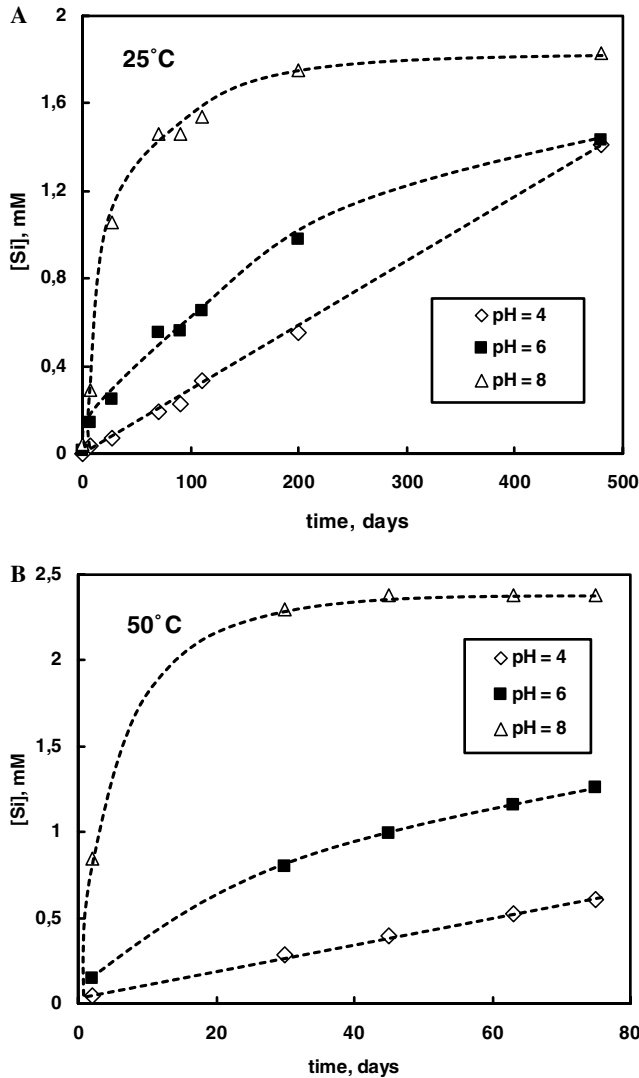 A
25°C
2
1,6
1,2
0,8
0,4
0
[Si], mM
pH = 4
pH = 6
pH = 8
0 100 200 300 400 500
time, days
B
50°C
2,5
2
1,5
1
0,5
0
[Si], mM
pH = 4
pH = 6
pH = 8
0 20 40 60 80
time, days